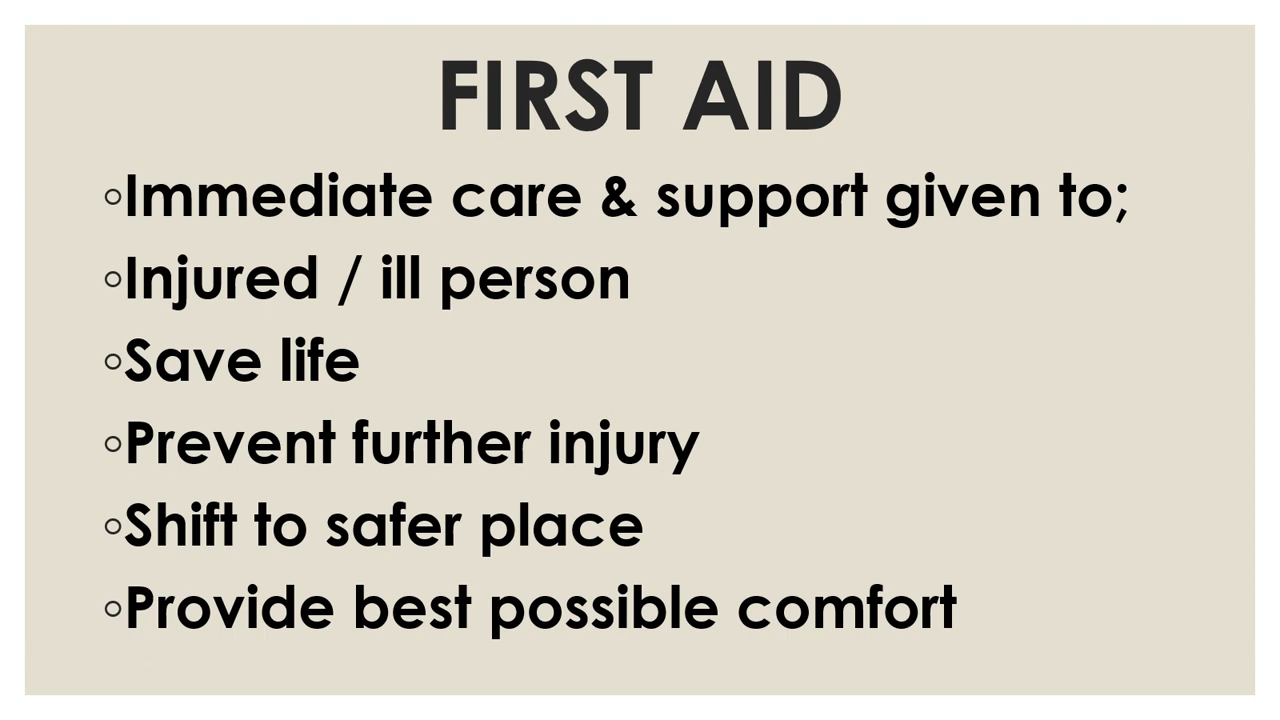 FIRST AID
◦Immediate care & support given to;
◦Injured / ill person
◦Save life
◦Prevent further injury
◦Shift to safer place
◦Provide best possible comfort